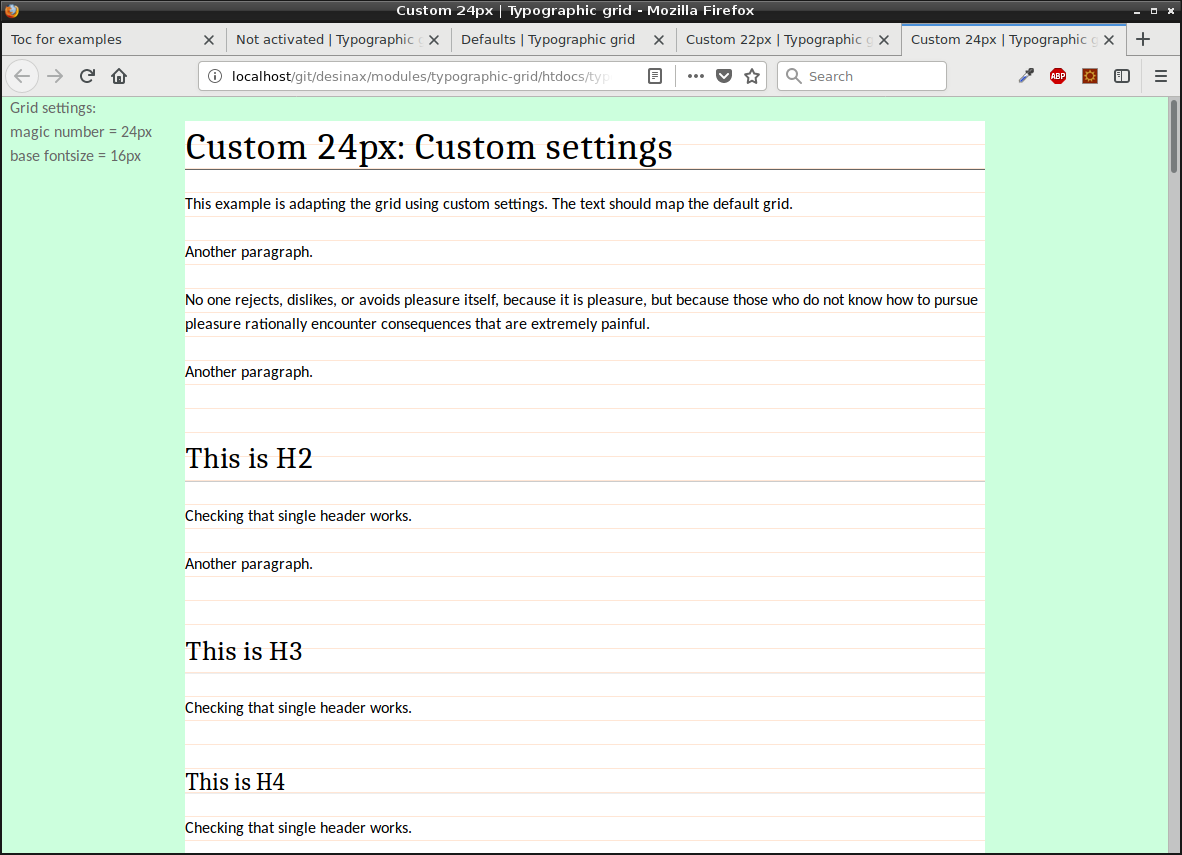 Custom 24px | Typographic grid - Mozilla Firefox
Toc for examples
Not activated | Typographic g
Defaults | Typographic grid
Custom 22px | Typographic g
Custom 24px | Typographic g
localhost/git/desinax/modules/typographic-grid/htdocs/typ
Search
ABP
Grid settings:
magic number = 24px
base fontsize = 16px
Custom 24px: Custom settings
This example is adapting the grid using custom settings. The text should map the default grid.
Another paragraph.
No one rejects, dislikes, or avoids pleasure itself, because it is pleasure, but because those who do not know how to pursue
pleasure rationally encounter consequences that are extremely painful.
Another paragraph.
This is H2
Checking that single header works.
Another paragraph.
This is H3
Checking that single header works.
This is H4
Checking that single header works.